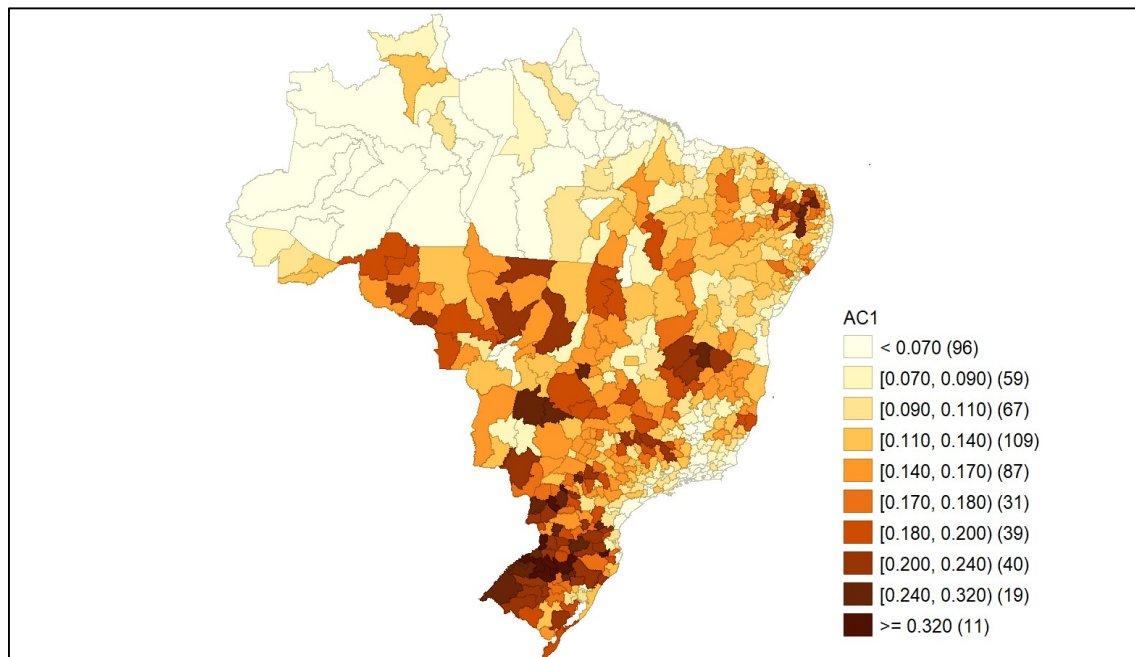 AC1
< 0.070 (96)
[0.070, 0.090) (59)
[0.090, 0.110) (67)
[0.110, 0.140) (109)
[0.140, 0.170) (87)
[0.170, 0.180) (31)
[0.180, 0.200) (39)
[0.200, 0.240) (40)
[0.240, 0.320) (19)
>= 0.320 (11)